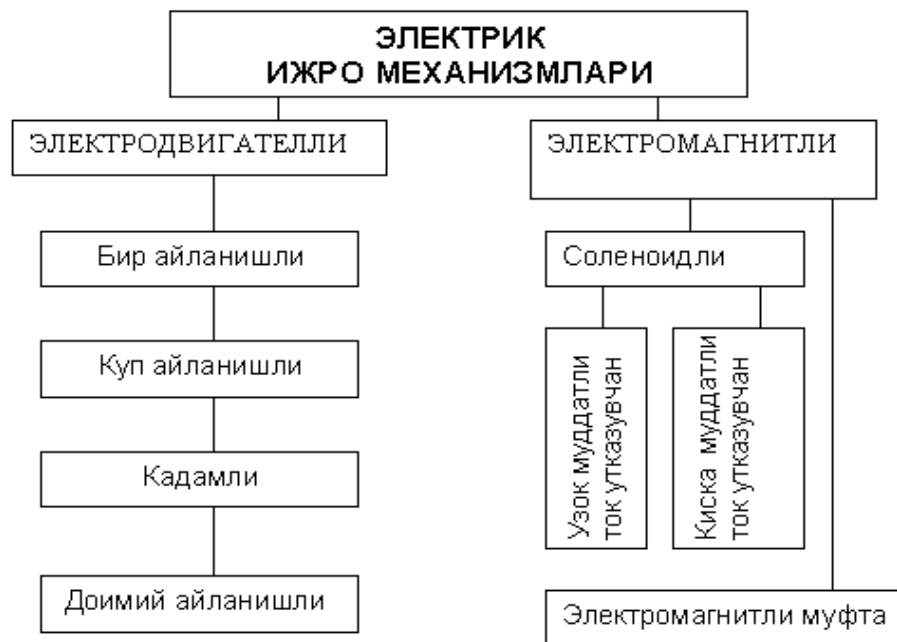 ЭЛЕКТРИК
ИЖРО МЕХАНИЗМЛАРИ
ЭЛЕКТРОДВИГАТЕЛЛИ
ЭЛЕКТРОМАГНИТЛИ
Бир айланишли
Соленоидли
Куп айланишли
Узок муддатли
ток утказувчан
Киска муддатли
ток утказувчан
Кадамли
Доимий айланишли
Электромагнитли муфта